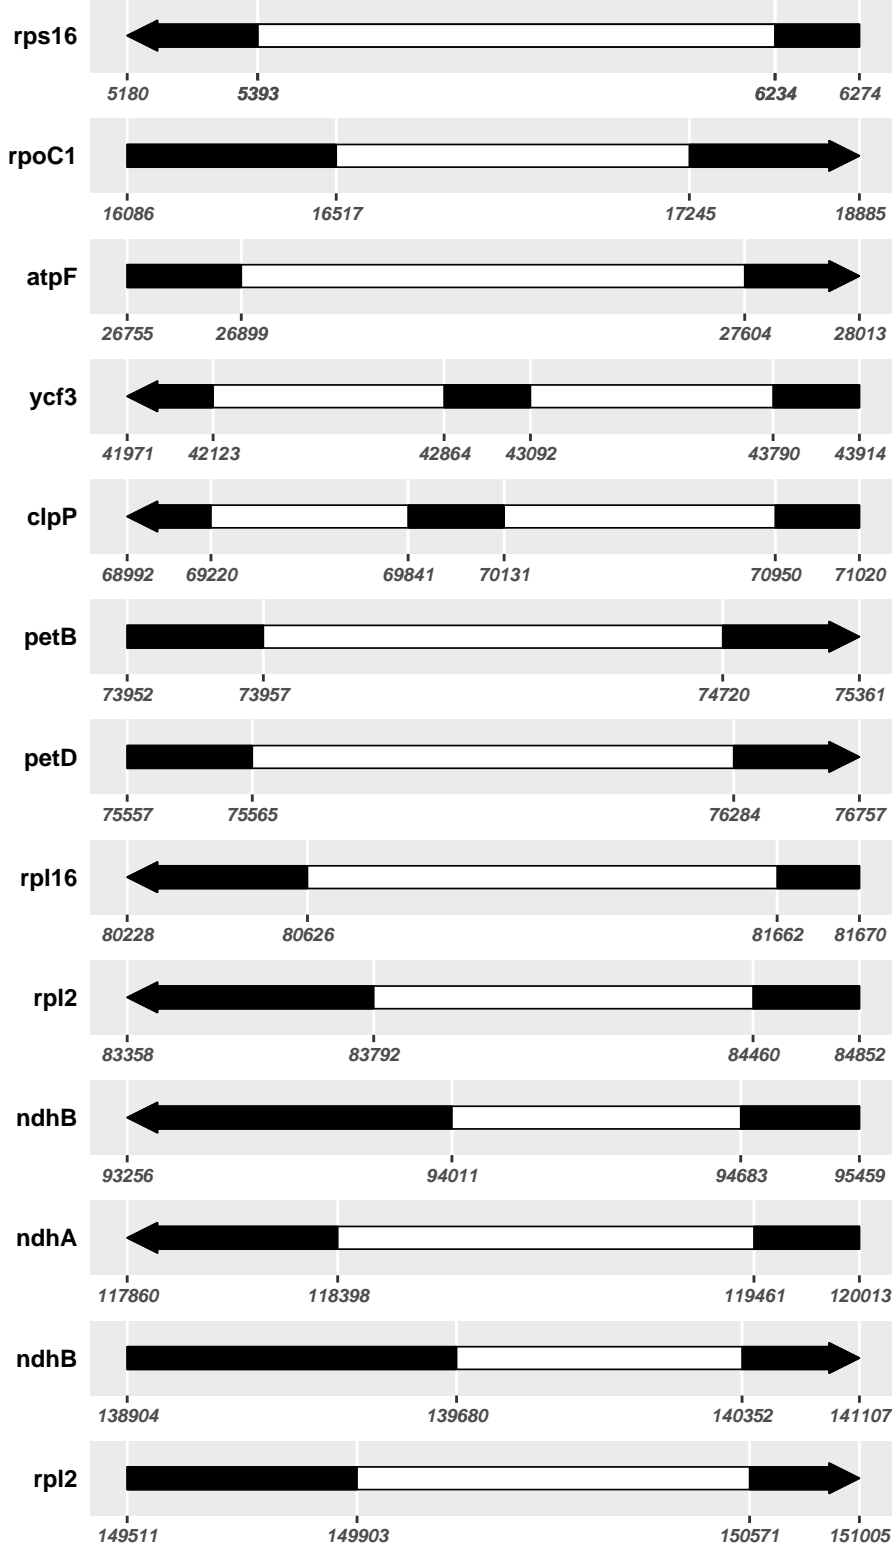 rps16
5180 5393 6234 6274
rpoC1
16086 16517 17245 18885
atpF
26755 26899 27604 28013
ycf3
41971 42123 42864 43092 43790 43914
clpP
68992 69220 69841 70131 70950 71020
petB
73952 73957 74720 75361
petD
75557 75565 76284 76757
rpl16
80228 80626 81662 81670
rpl2
83358 83792 84460 84852
ndhB
93256 94011 94683 95459
ndhA
117860 118398 119461 120013
ndhB
138904 139680 140352 141107
rpl2
149511 149903 150571 151005